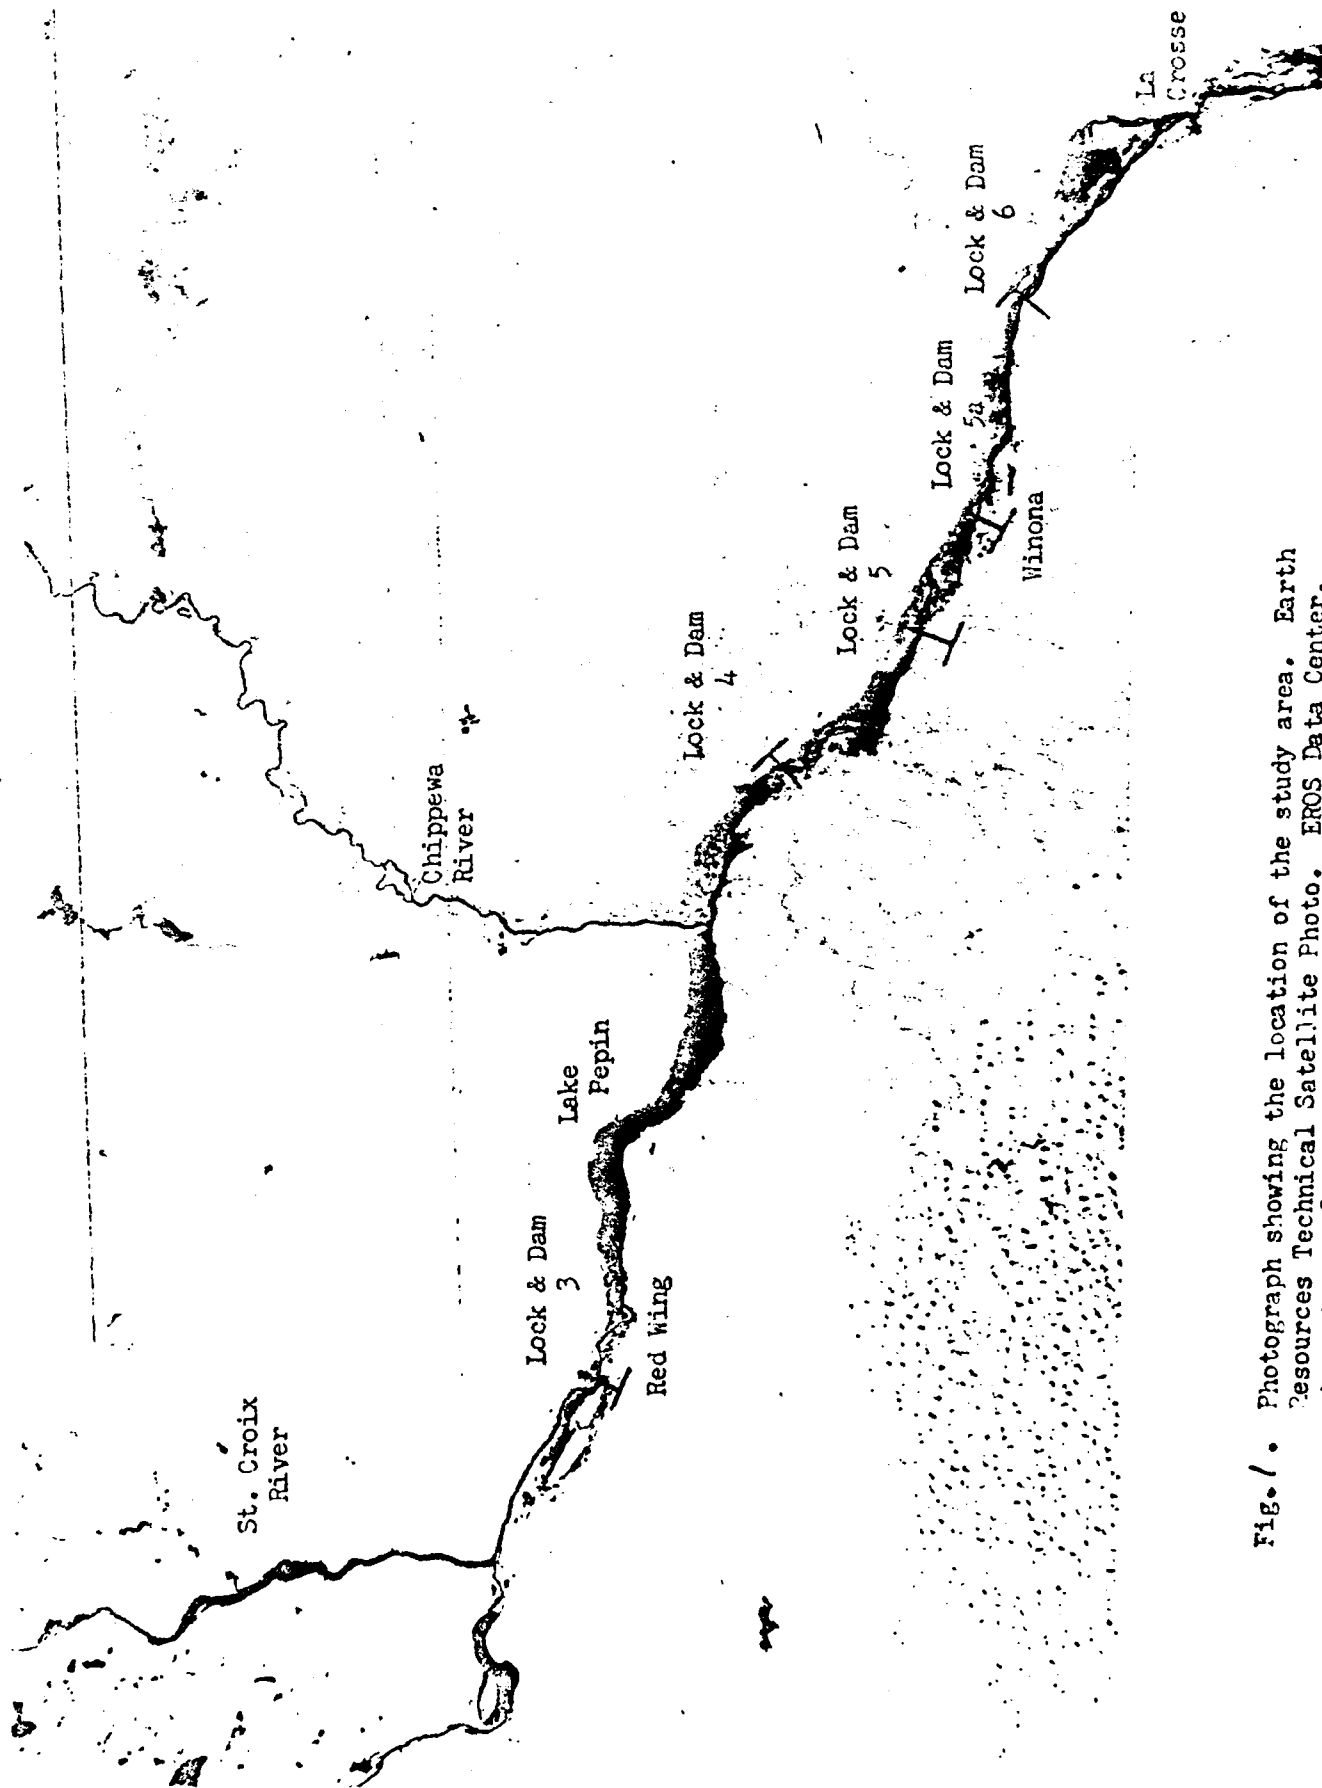 St. Croix
River
Lock & Dam
3
Red Wing
Lake
Pepin
Chippewa
River
Lock & Dam
4
Lock & Dam
5
Lock & Dam
5a
Winona
Lock & Dam
6
La
Crosse
Fig. 1. Photograph showing the location of the study area. Earth
Resources Technical Satellite Photo. EROS Data Center.